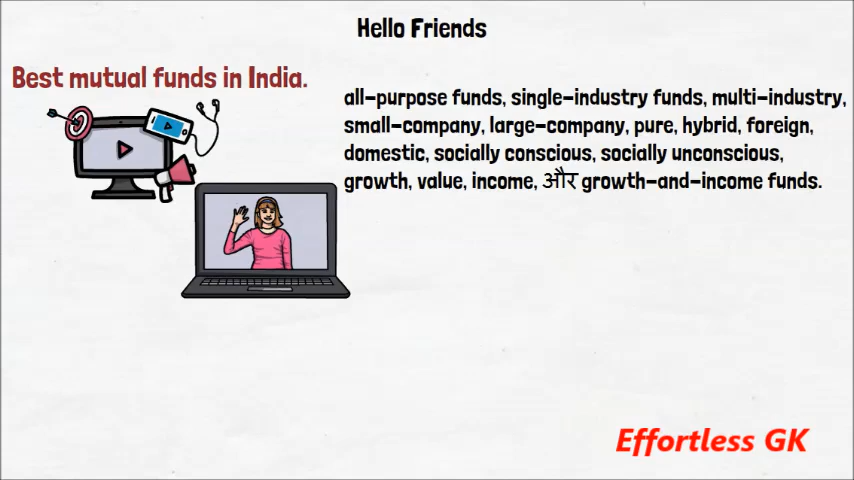 Hello Friends
Best mutual funds in India.
all-purpose funds, single-industry funds, multi-industry,
small-company, large-company, pure, hybrid, foreign,
domestic, socially conscious, socially unconscious,
growth, value, income, और growth-and-income funds.
Effortless GK